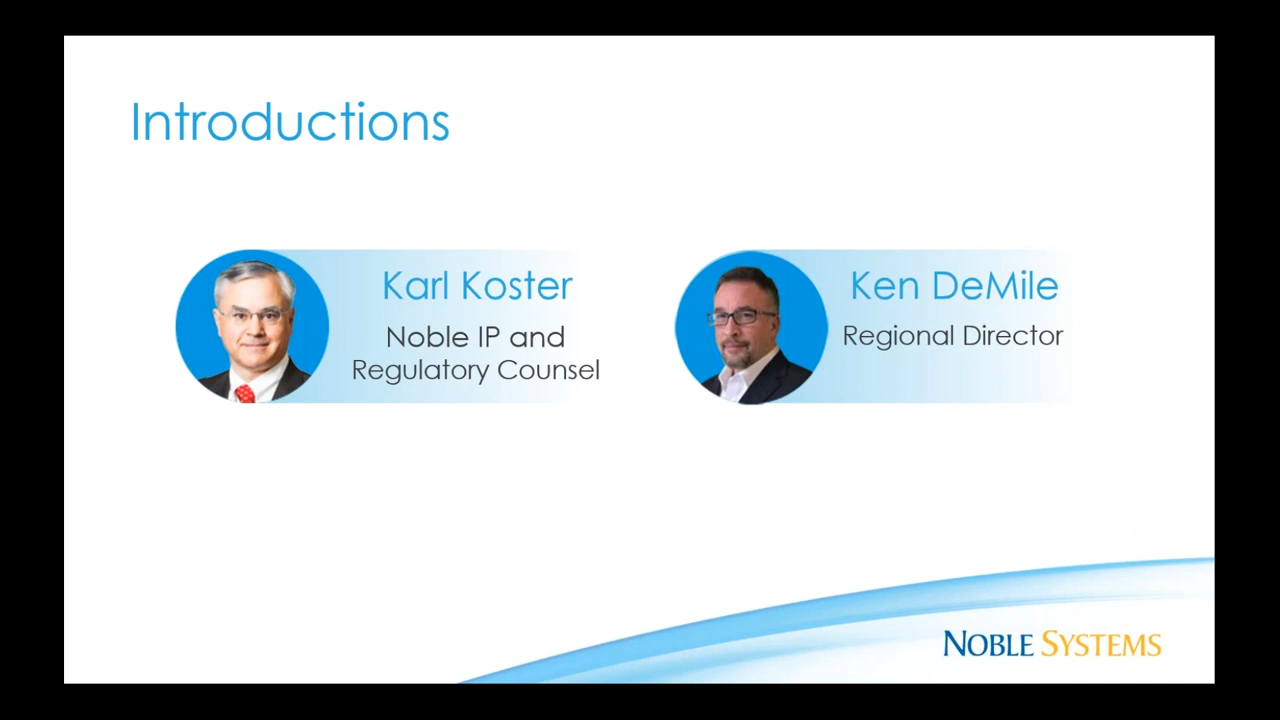 Introductions
Karl Koster
Noble IP and
Regulatory Counsel
Ken DeMile
Regional Director
NOBLE SYSTEMS